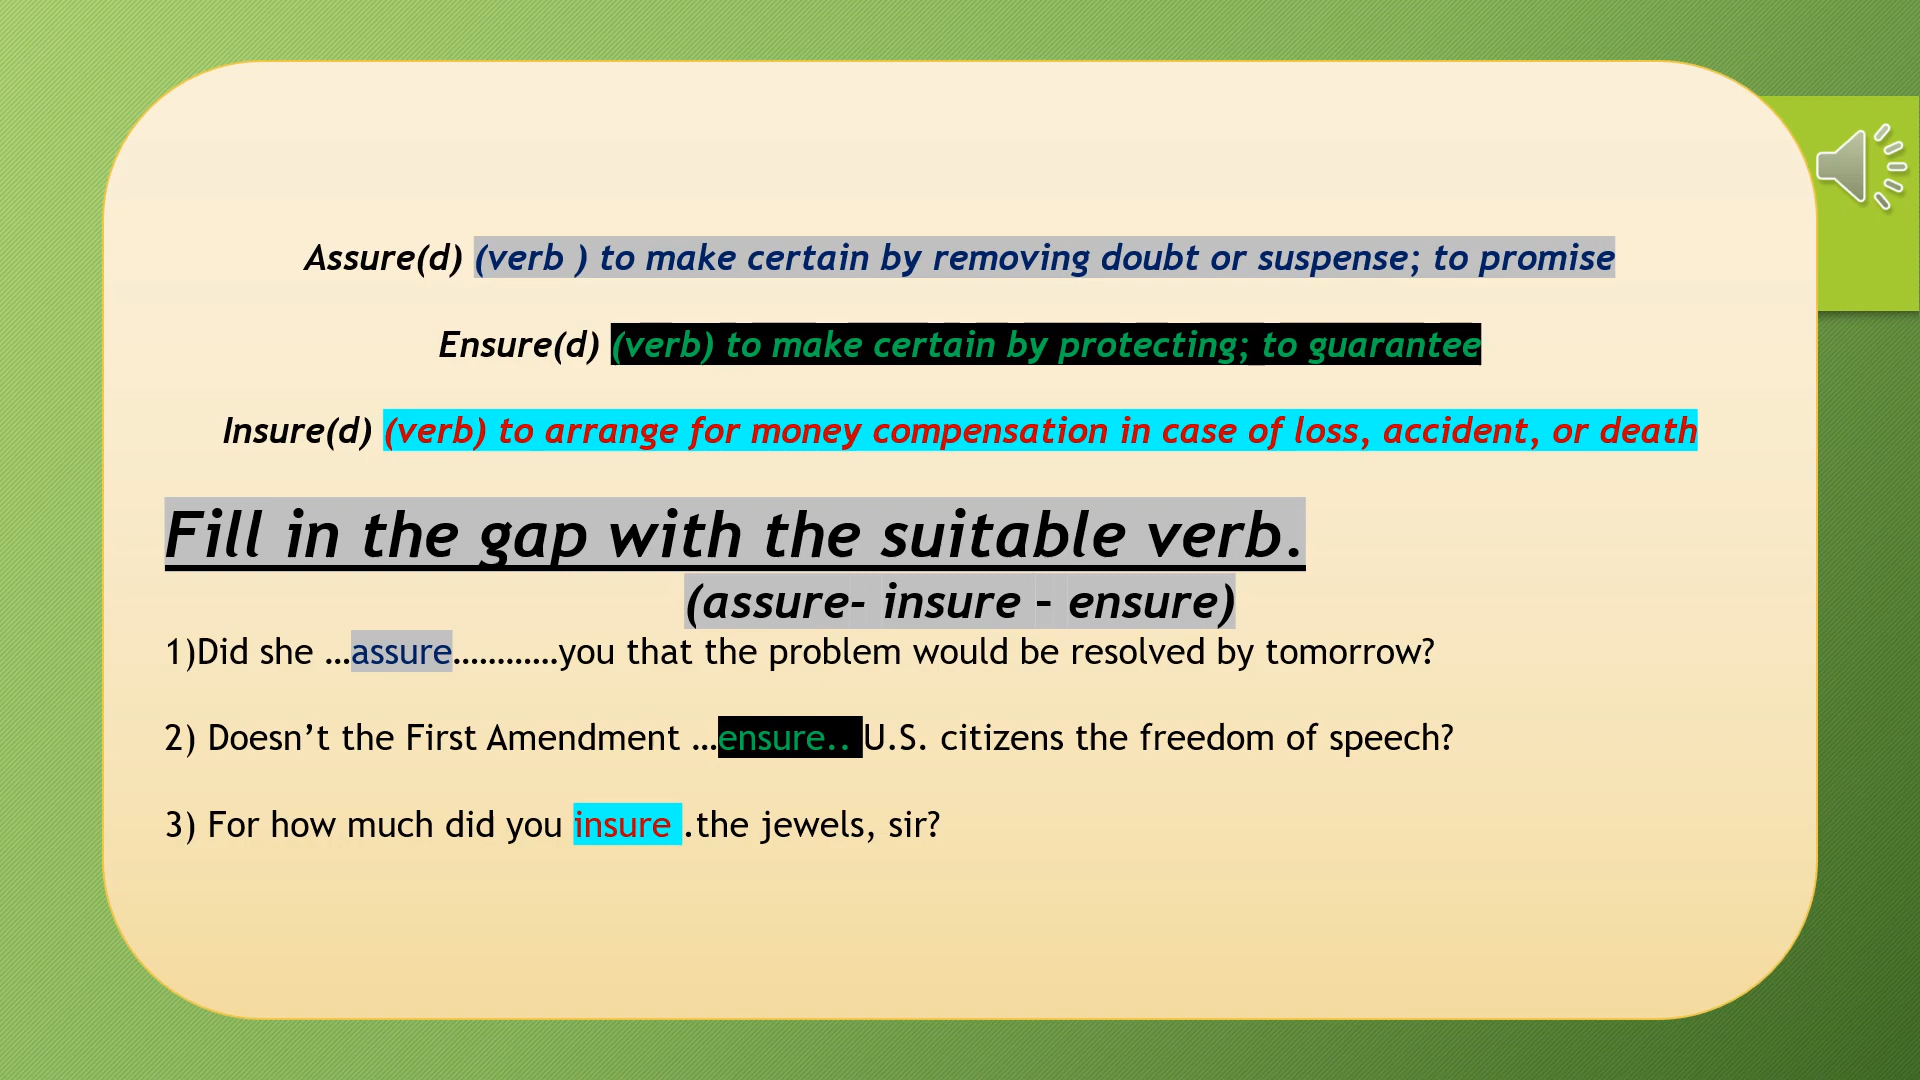 Assure(d) (verb ) to make certain by removing doubt or suspense; to promise
Ensure(d) (verb) to make certain by protecting; to guarantee
Insure(d) (verb) to arrange for money compensation in case of loss, accident, or death
Fill in the gap with the suitable verb.
(assure- insure – ensure)
1)Did she …assure…………you that the problem would be resolved by tomorrow?
2) Doesn’t the First Amendment …ensure.. U.S. citizens the freedom of speech?
3) For how much did you insure .the jewels, sir?